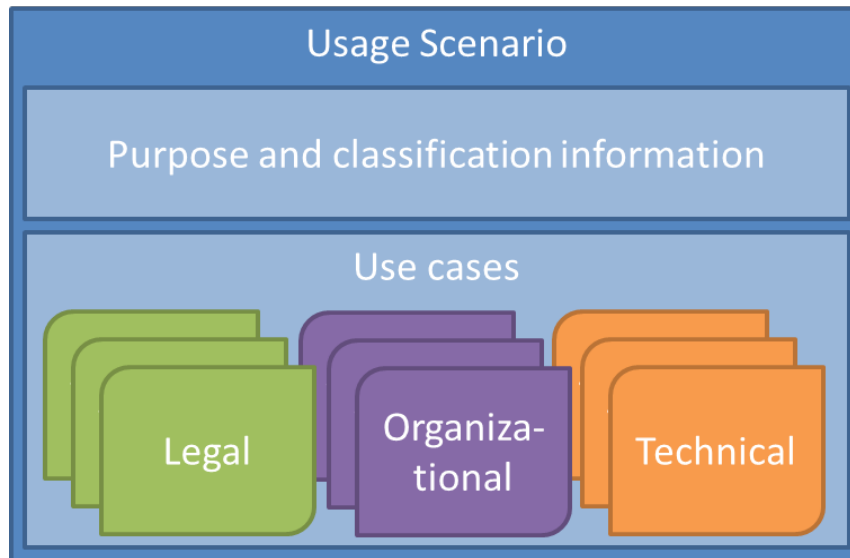 Usage Scenario
Purpose and classification information
Use cases
Legal
Organiza-
tional
Technical